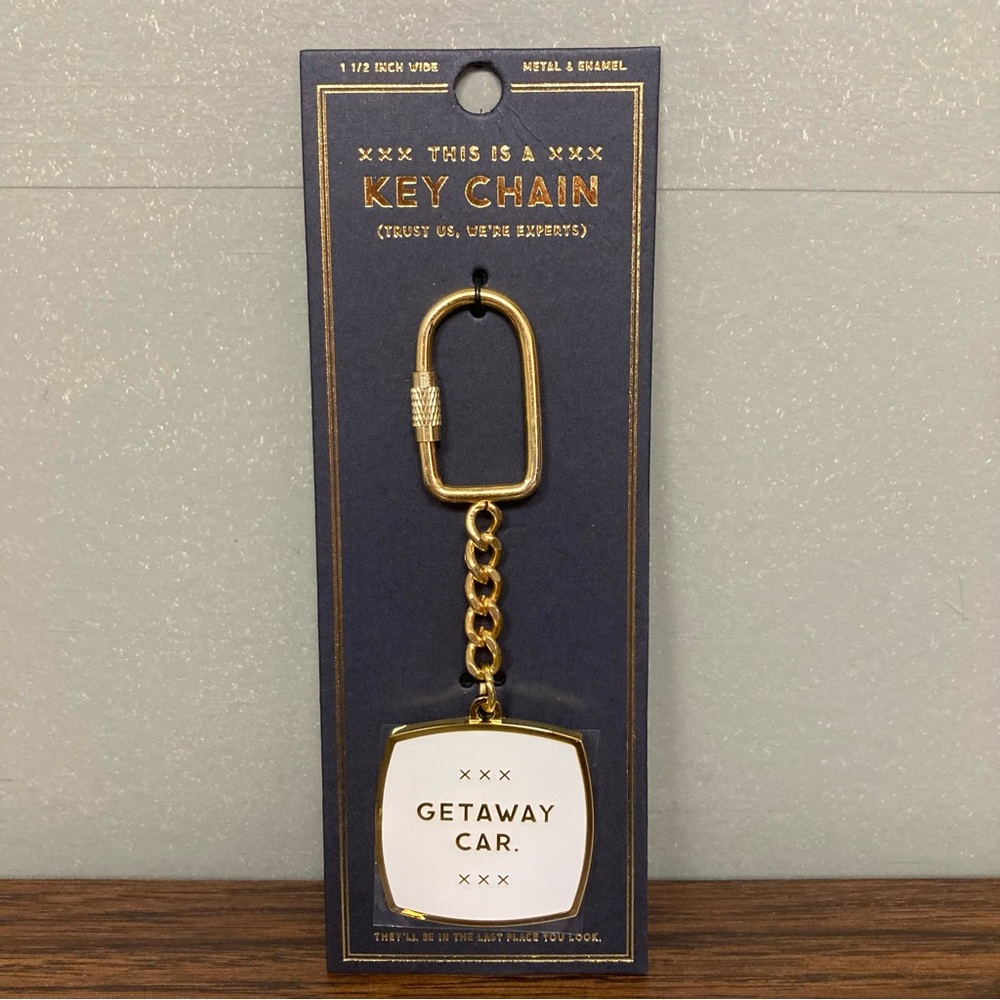 1 1/2 INCH WIDE METAL & ENAMEL
××× THIS IS A ×××
KEY CHAIN
(TRUST US, WE'RE EXPERTS)
×××
GETAWAY
CAR.
×××
THEY'LL BE IN THE LAST PLACE YOU LOOK.